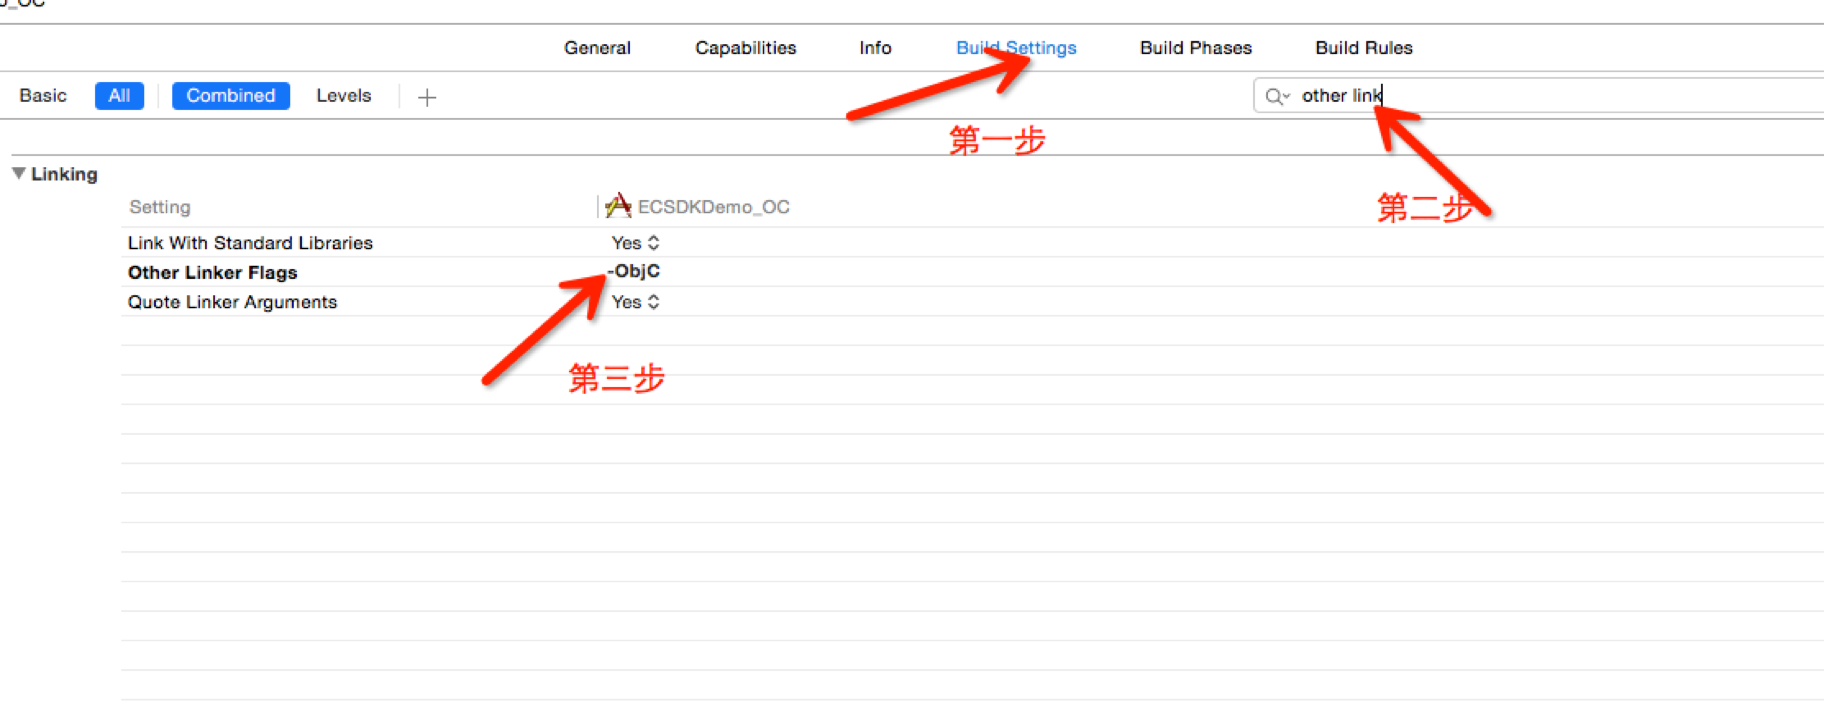 General Capabilities Info Build Settings Build Phases Build Rules
Basic All Combined Levels + other link
第一步
第二步
Linking
Setting ECSDKDemo_OC
Link With Standard Libraries Yes
Other Linker Flags -ObjC
Quote Linker Arguments Yes
第三步